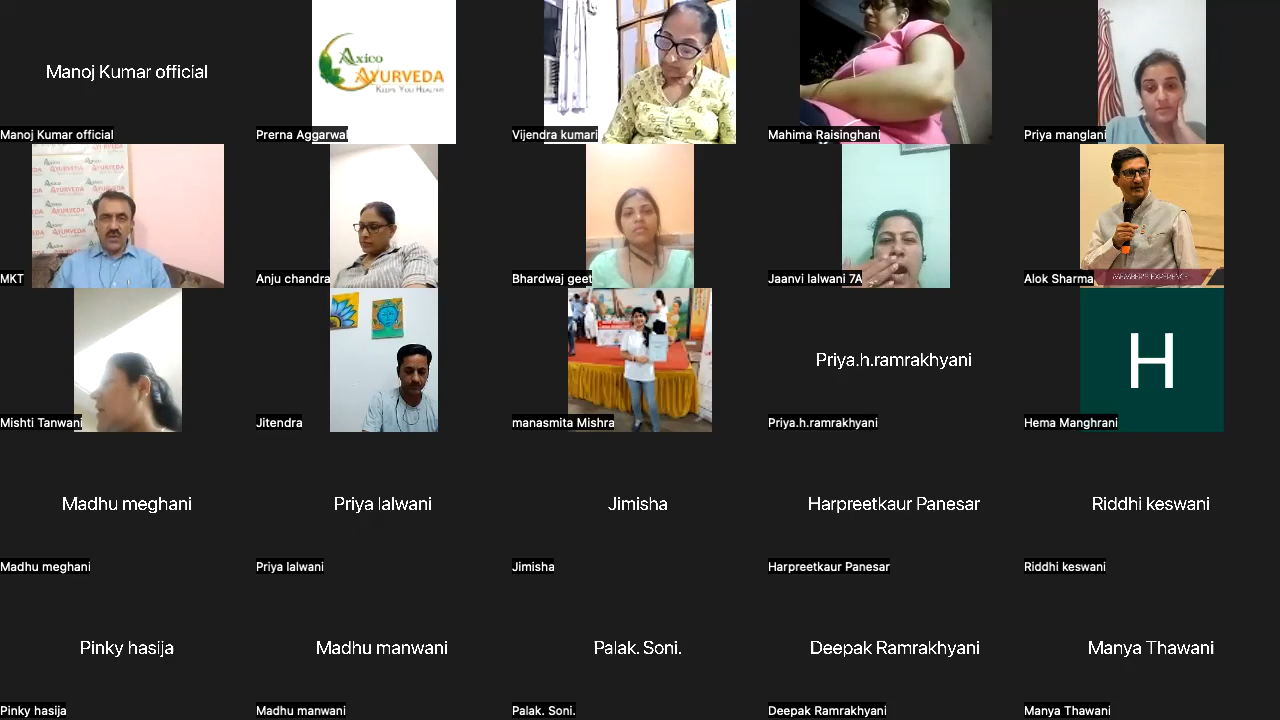 Manoj Kumar official
Manoj Kumar official
Axico
AYURVEDA
KEEPS YOU HEALTHY
Prerna Aggarwal
Vijendra kumari
Mahima Raisinghani
Priya manglani
MKT
Anju chandra
Bhardwaj geet
Jaanvi lalwani 7A
MEMBER'S EXPERIENCE
Alok Sharma
Mishti Tanwani
Jitendra
manasmita Mishra
Priya.h.ramrakhyani
Priya.h.ramrakhyani
H
Hema Manghrani
Madhu meghani
Madhu meghani
Priya lalwani
Priya lalwani
Jimisha
Jimisha
Harpreetkaur Panesar
Harpreetkaur Panesar
Riddhi keswani
Riddhi keswani
Pinky hasija
Pinky hasija
Madhu manwani
Madhu manwani
Palak. Soni.
Palak. Soni.
Deepak Ramrakhyani
Deepak Ramrakhyani
Manya Thawani
Manya Thawani